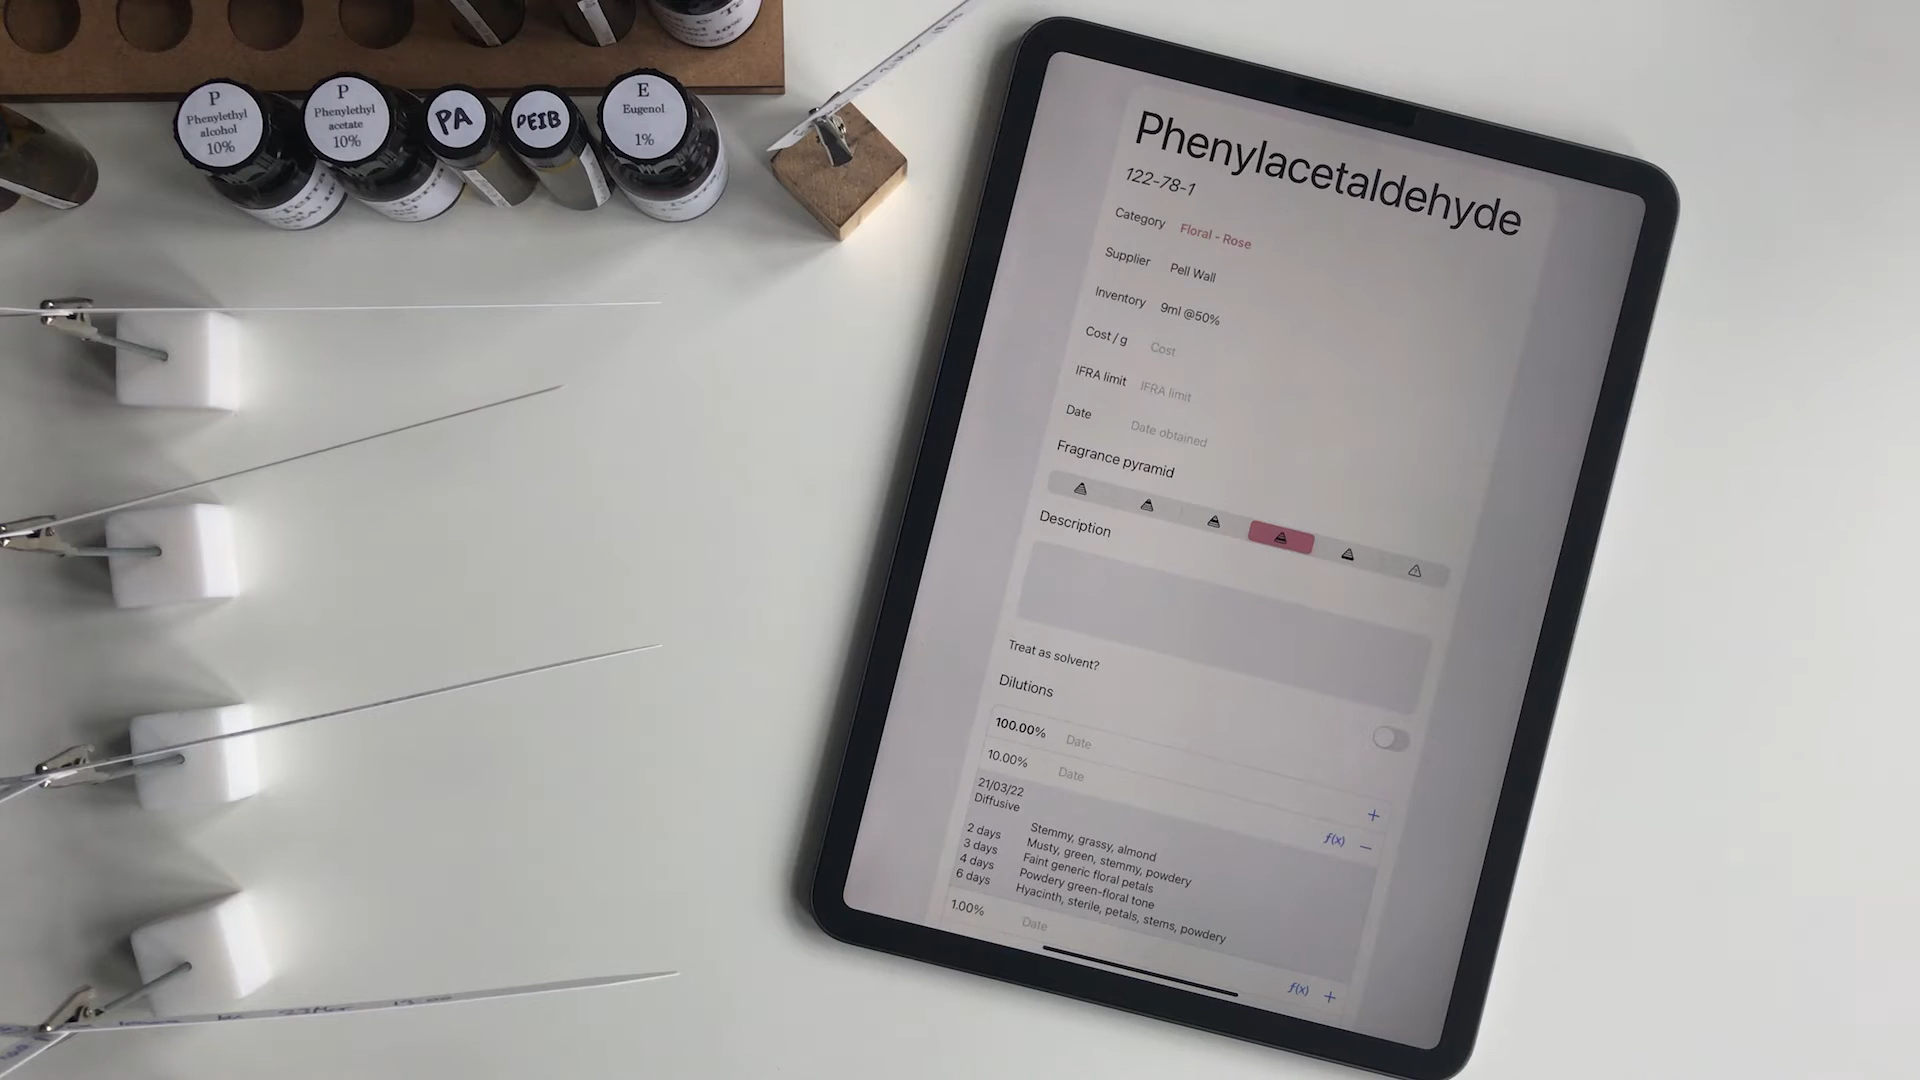 P
Phenylethyl
alcohol
10%
P
Phenylethyl
acetate
10%
PA
PEIB
E
Eugenol
1%
Phenylacetaldehyde
122-78-1
Category Floral - Rose
Supplier Pell Wall
Inventory 9ml @50%
Cost / g Cost
IFRA limit IFRA limit
Date Date obtained
Fragrance pyramid
Description
Treat as solvent?
Dilutions
100.00% Date
10.00% Date
+
21/03/22
f(x) −
Diffusive
Stemmy, grassy, almond
2 days Musty, green, stemmy, powdery
3 days Faint generic floral petals
4 days Powdery green-floral tone
6 days Hyacinth, sterile, petals, stems, powdery
1.00% Date
f(x) +